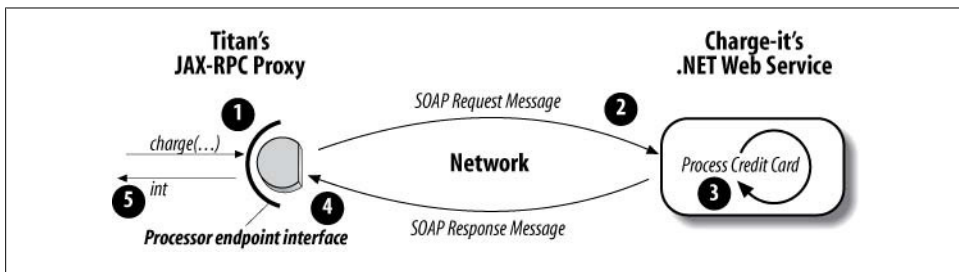 Titan's
JAX-RPC Proxy
Charge-it's
.NET Web Service
1
SOAP Request Message
2
charge(...)
Network
Process Credit Card
int
3
5
4
Processor endpoint interface
SOAP Response Message